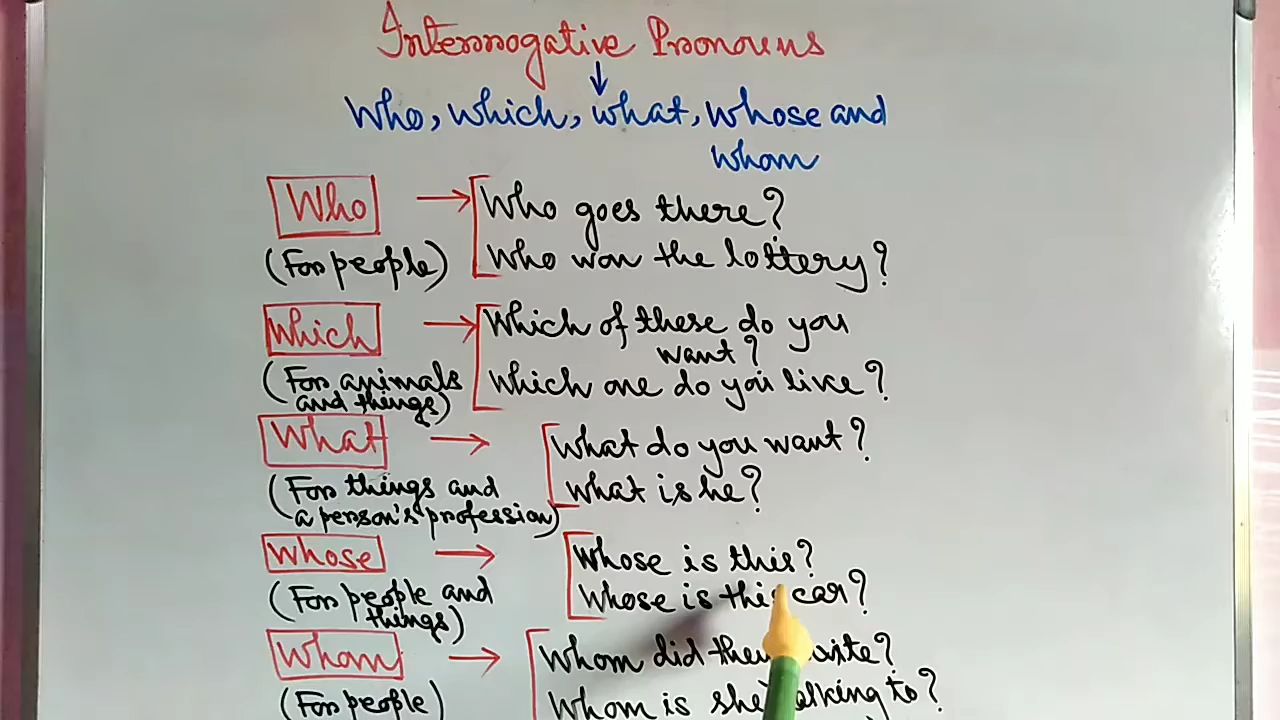 Interrogative Pronouns
Who, which, what, whose and
whom
Who
Who goes there?
(For people)
Who won the lottery?
Which
Which of these do you
want?
(For animals
and things)
Which one do you like?
What
What do you want?
(For things and
a person's profession)
What is he?
Whose
Whose is this?
(For people and
things)
Whose is this car?
Whom
Whom did they
(For people)
Whom is she talking to?